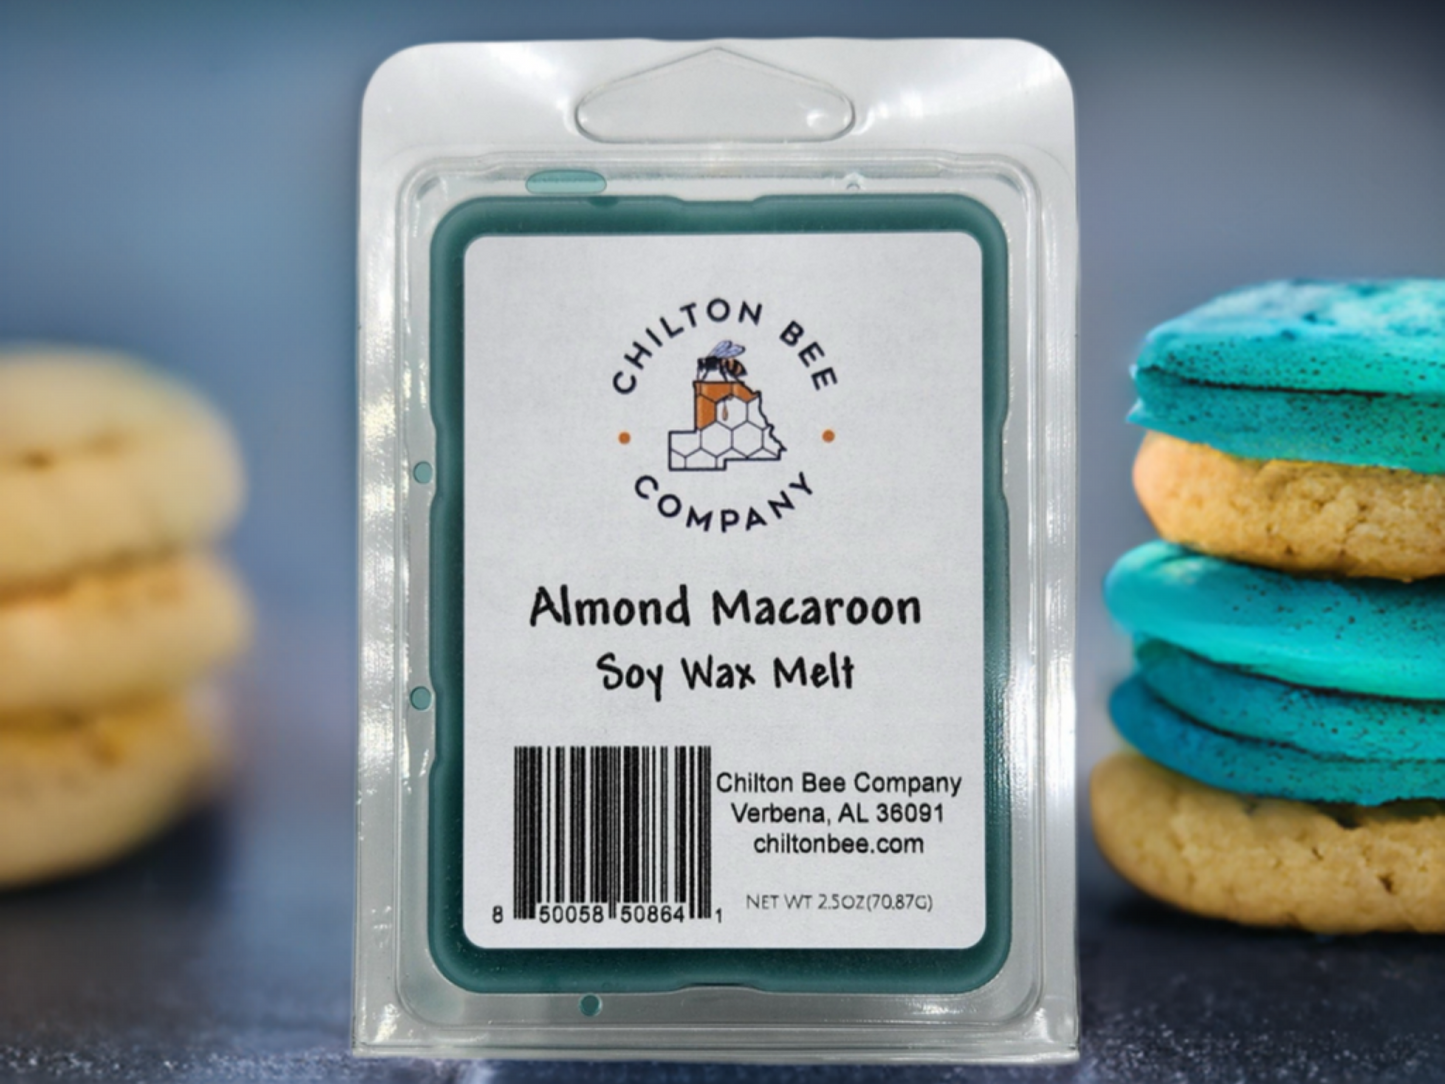 CHILTON BEE
COMPANY
Almond Macaroon
Soy Wax Melt
Chilton Bee Company
Verbena, AL 36091
chiltonbee.com
NET WT 2.5OZ(70.87G)
8 50058 50864 1